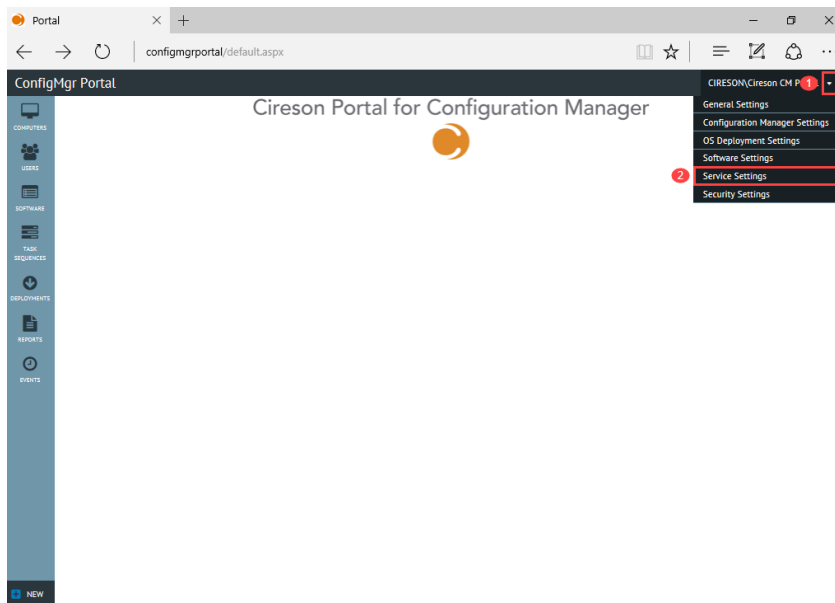 Portal
configmgrportal/default.aspx
ConfigMgr Portal
CIRESON\Cireson CM P
1
Cireson Portal for Configuration Manager
General Settings
Configuration Manager Settings
OS Deployment Settings
Software Settings
2
Service Settings
Security Settings
COMPUTERS
USERS
SOFTWARE
TASK
SEQUENCES
DEPLOYMENTS
REPORTS
EVENTS
NEW